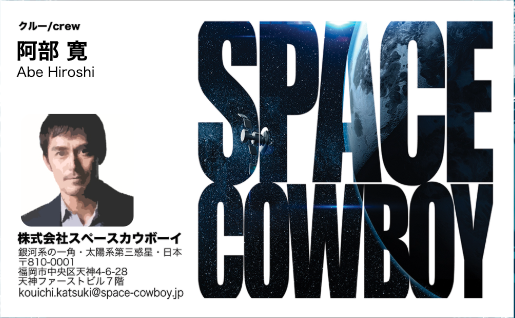 クルー/crew
阿部 寛
Abe Hiroshi
SPACE
COWBOY
株式会社スペースカウボーイ
銀河系の一角・太陽系第三惑星・日本
〒810-0001
福岡市中央区天神4-6-28
天神ファーストビル７階
kouichi.katsuki@space-cowboy.jp